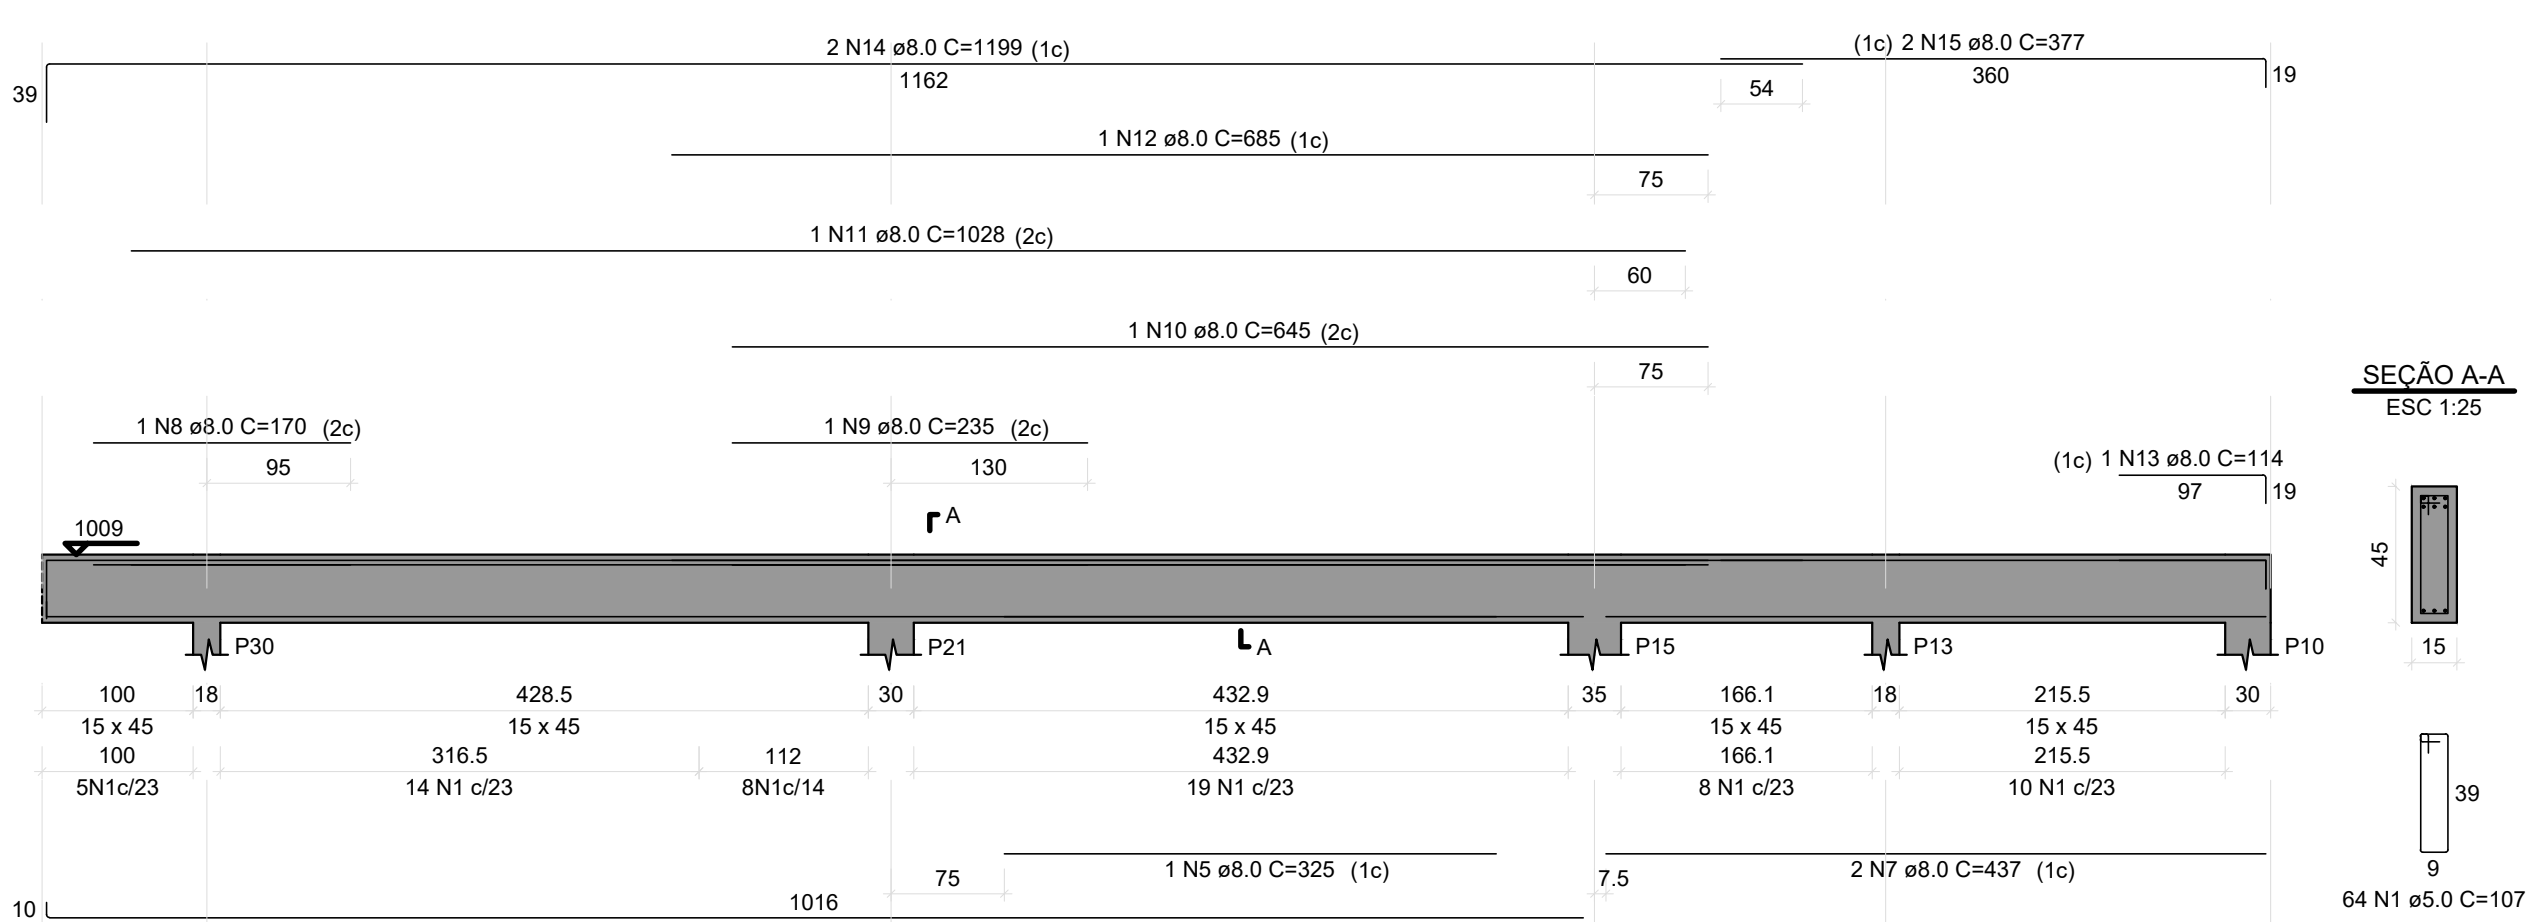 2 N14 ø8.0 C=1199 (1c)
(1c) 2 N15 ø8.0 C=377
39
1162
360
19
54
1 N12 ø8.0 C=685 (1c)
75
1 N11 ø8.0 C=1028 (2c)
60
1 N10 ø8.0 C=645 (2c)
75
SEÇÃO A-A
ESC 1:25
1 N8 ø8.0 C=170 (2c)
1 N9 ø8.0 C=235 (2c)
95
130
(1c) 1 N13 ø8.0 C=114
97
19
A
1009
45
P30
P21
A
P15
P13
P10
15
100 18 428.5 30 432.9 35 166.1 18 215.5 30
15 x 45 15 x 45 15 x 45 15 x 45 15 x 45
100 316.5 112 432.9 166.1 215.5
5N1c/23 14 N1 c/23 8N1c/14 19 N1 c/23 8 N1 c/23 10 N1 c/23
39
9
64 N1 ø5.0 C=107
75
1 N5 ø8.0 C=325 (1c)
7.5
2 N7 ø8.0 C=437 (1c)
10
1016